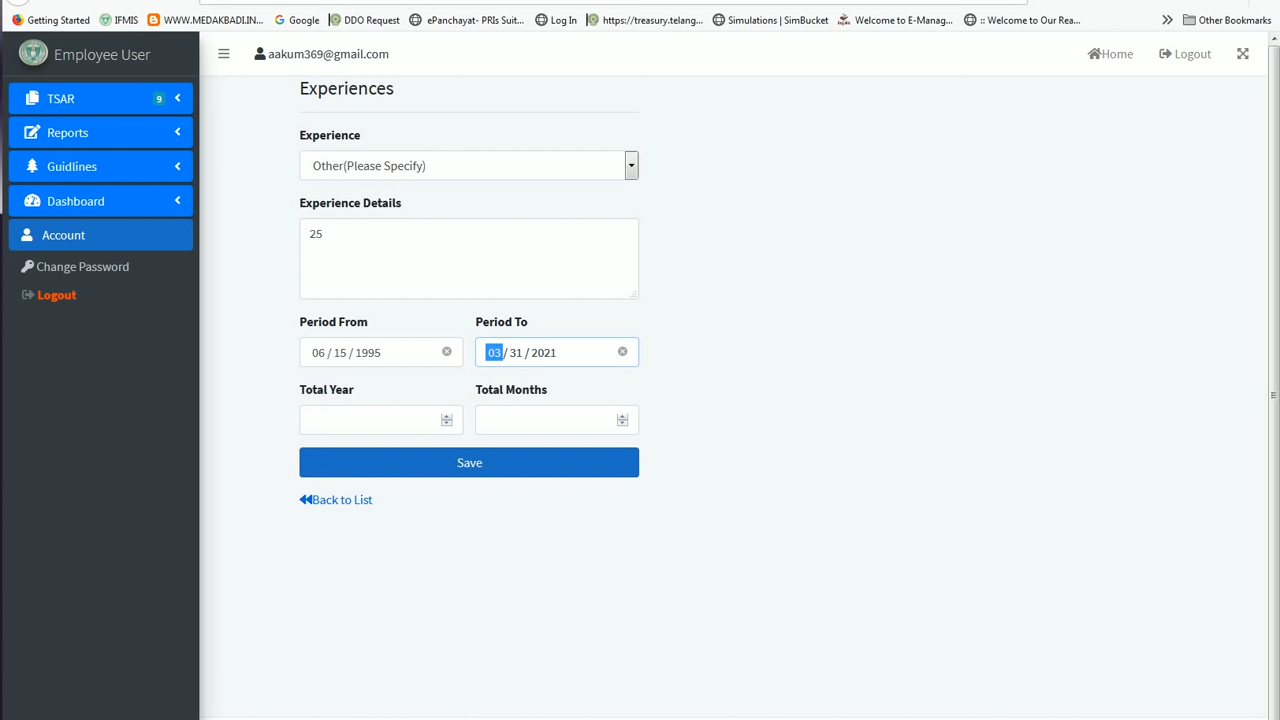 Getting Started IFMIS WWW.MEDAKBADI.IN... Google DDO Request ePanchayat- PRIs Suit... Log In https://treasury.telang... Simulations | SimBucket Welcome to E-Manag... :: Welcome to Our Rea... Other Bookmarks
Employee User
aakum369@gmail.com
Home Logout
TSAR 9
Reports
Guidlines
Dashboard
Account
Change Password
Logout
Experiences
Experience
Other(Please Specify)
Experience Details
25
Period From Period To
06 / 15 / 1995 03 / 31 / 2021
Total Year Total Months
Save
Back to List